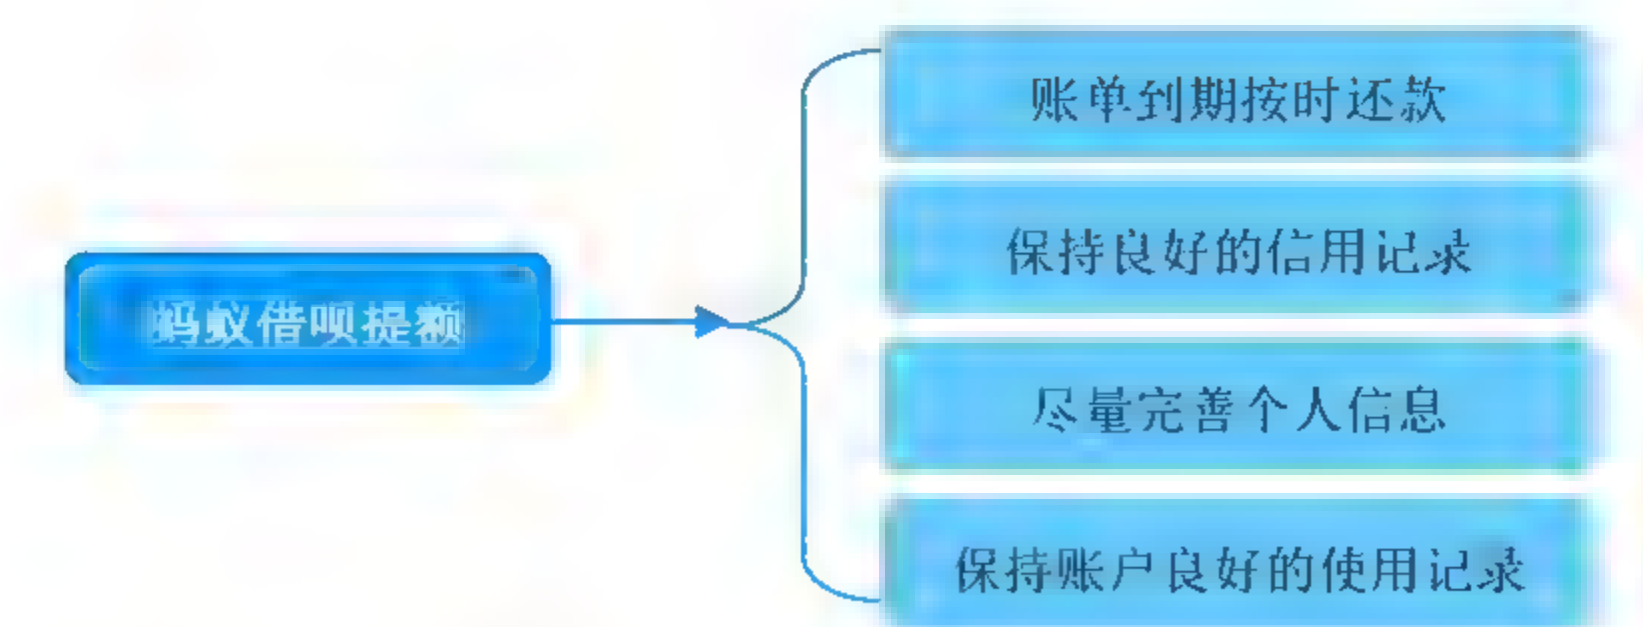 账单到期按时还款
保持良好的信用记录
蚂蚁借呗提额
尽量完善个人信息
保持账户良好的使用记录